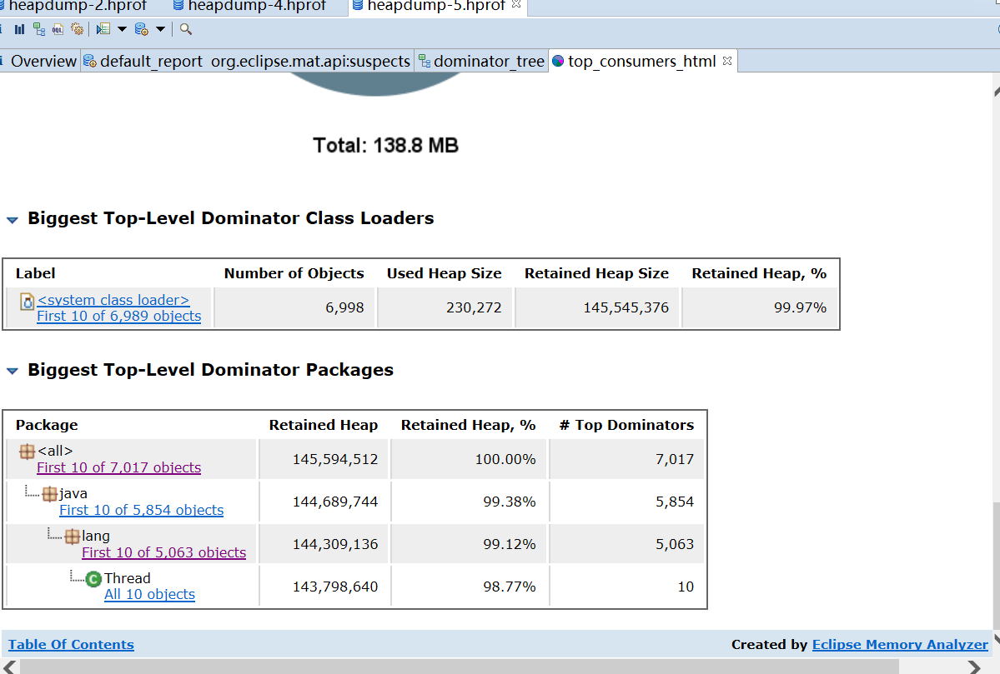 heapdump-2.hprof heapdump-4.hprof heapdump-5.hprof
Overview default_report org.eclipse.mat.api:suspects dominator_tree top_consumers_html
Total: 138.8 MB
Biggest Top-Level Dominator Class Loaders
Label Number of Objects Used Heap Size Retained Heap Size Retained Heap, %
<system class loader>
First 10 of 6,989 objects 6,998 230,272 145,545,376 99.97%
Biggest Top-Level Dominator Packages
Package Retained Heap Retained Heap, % # Top Dominators
<all>
First 10 of 7,017 objects 145,594,512 100.00% 7,017
java
First 10 of 5,854 objects 144,689,744 99.38% 5,854
lang
First 10 of 5,063 objects 144,309,136 99.12% 5,063
Thread
All 10 objects 143,798,640 98.77% 10
Table Of Contents Created by Eclipse Memory Analyzer